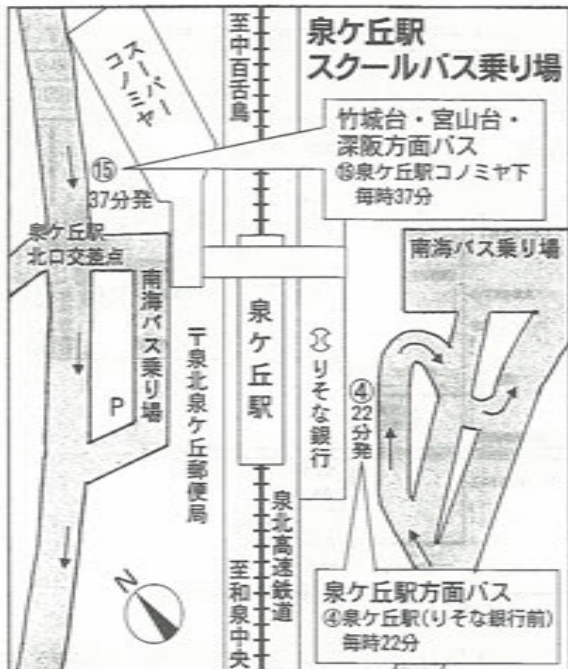 泉ケ丘駅
スクールバス乗り場
至中百舌鳥
スーパー
コノミヤ
竹城台・宮山台・
深阪方面バス
⑮泉ケ丘駅コノミヤ下
毎時37分
⑮
37分発
泉ケ丘駅
北口交差点
南海バス乗り場
南海バス乗り場
P
〒泉北泉ケ丘郵便局
泉ケ丘駅
りそな銀行
④
22分発
泉北高速鉄道
至和泉中央
N
泉ケ丘駅方面バス
④泉ケ丘駅(りそな銀行前)
毎時22分